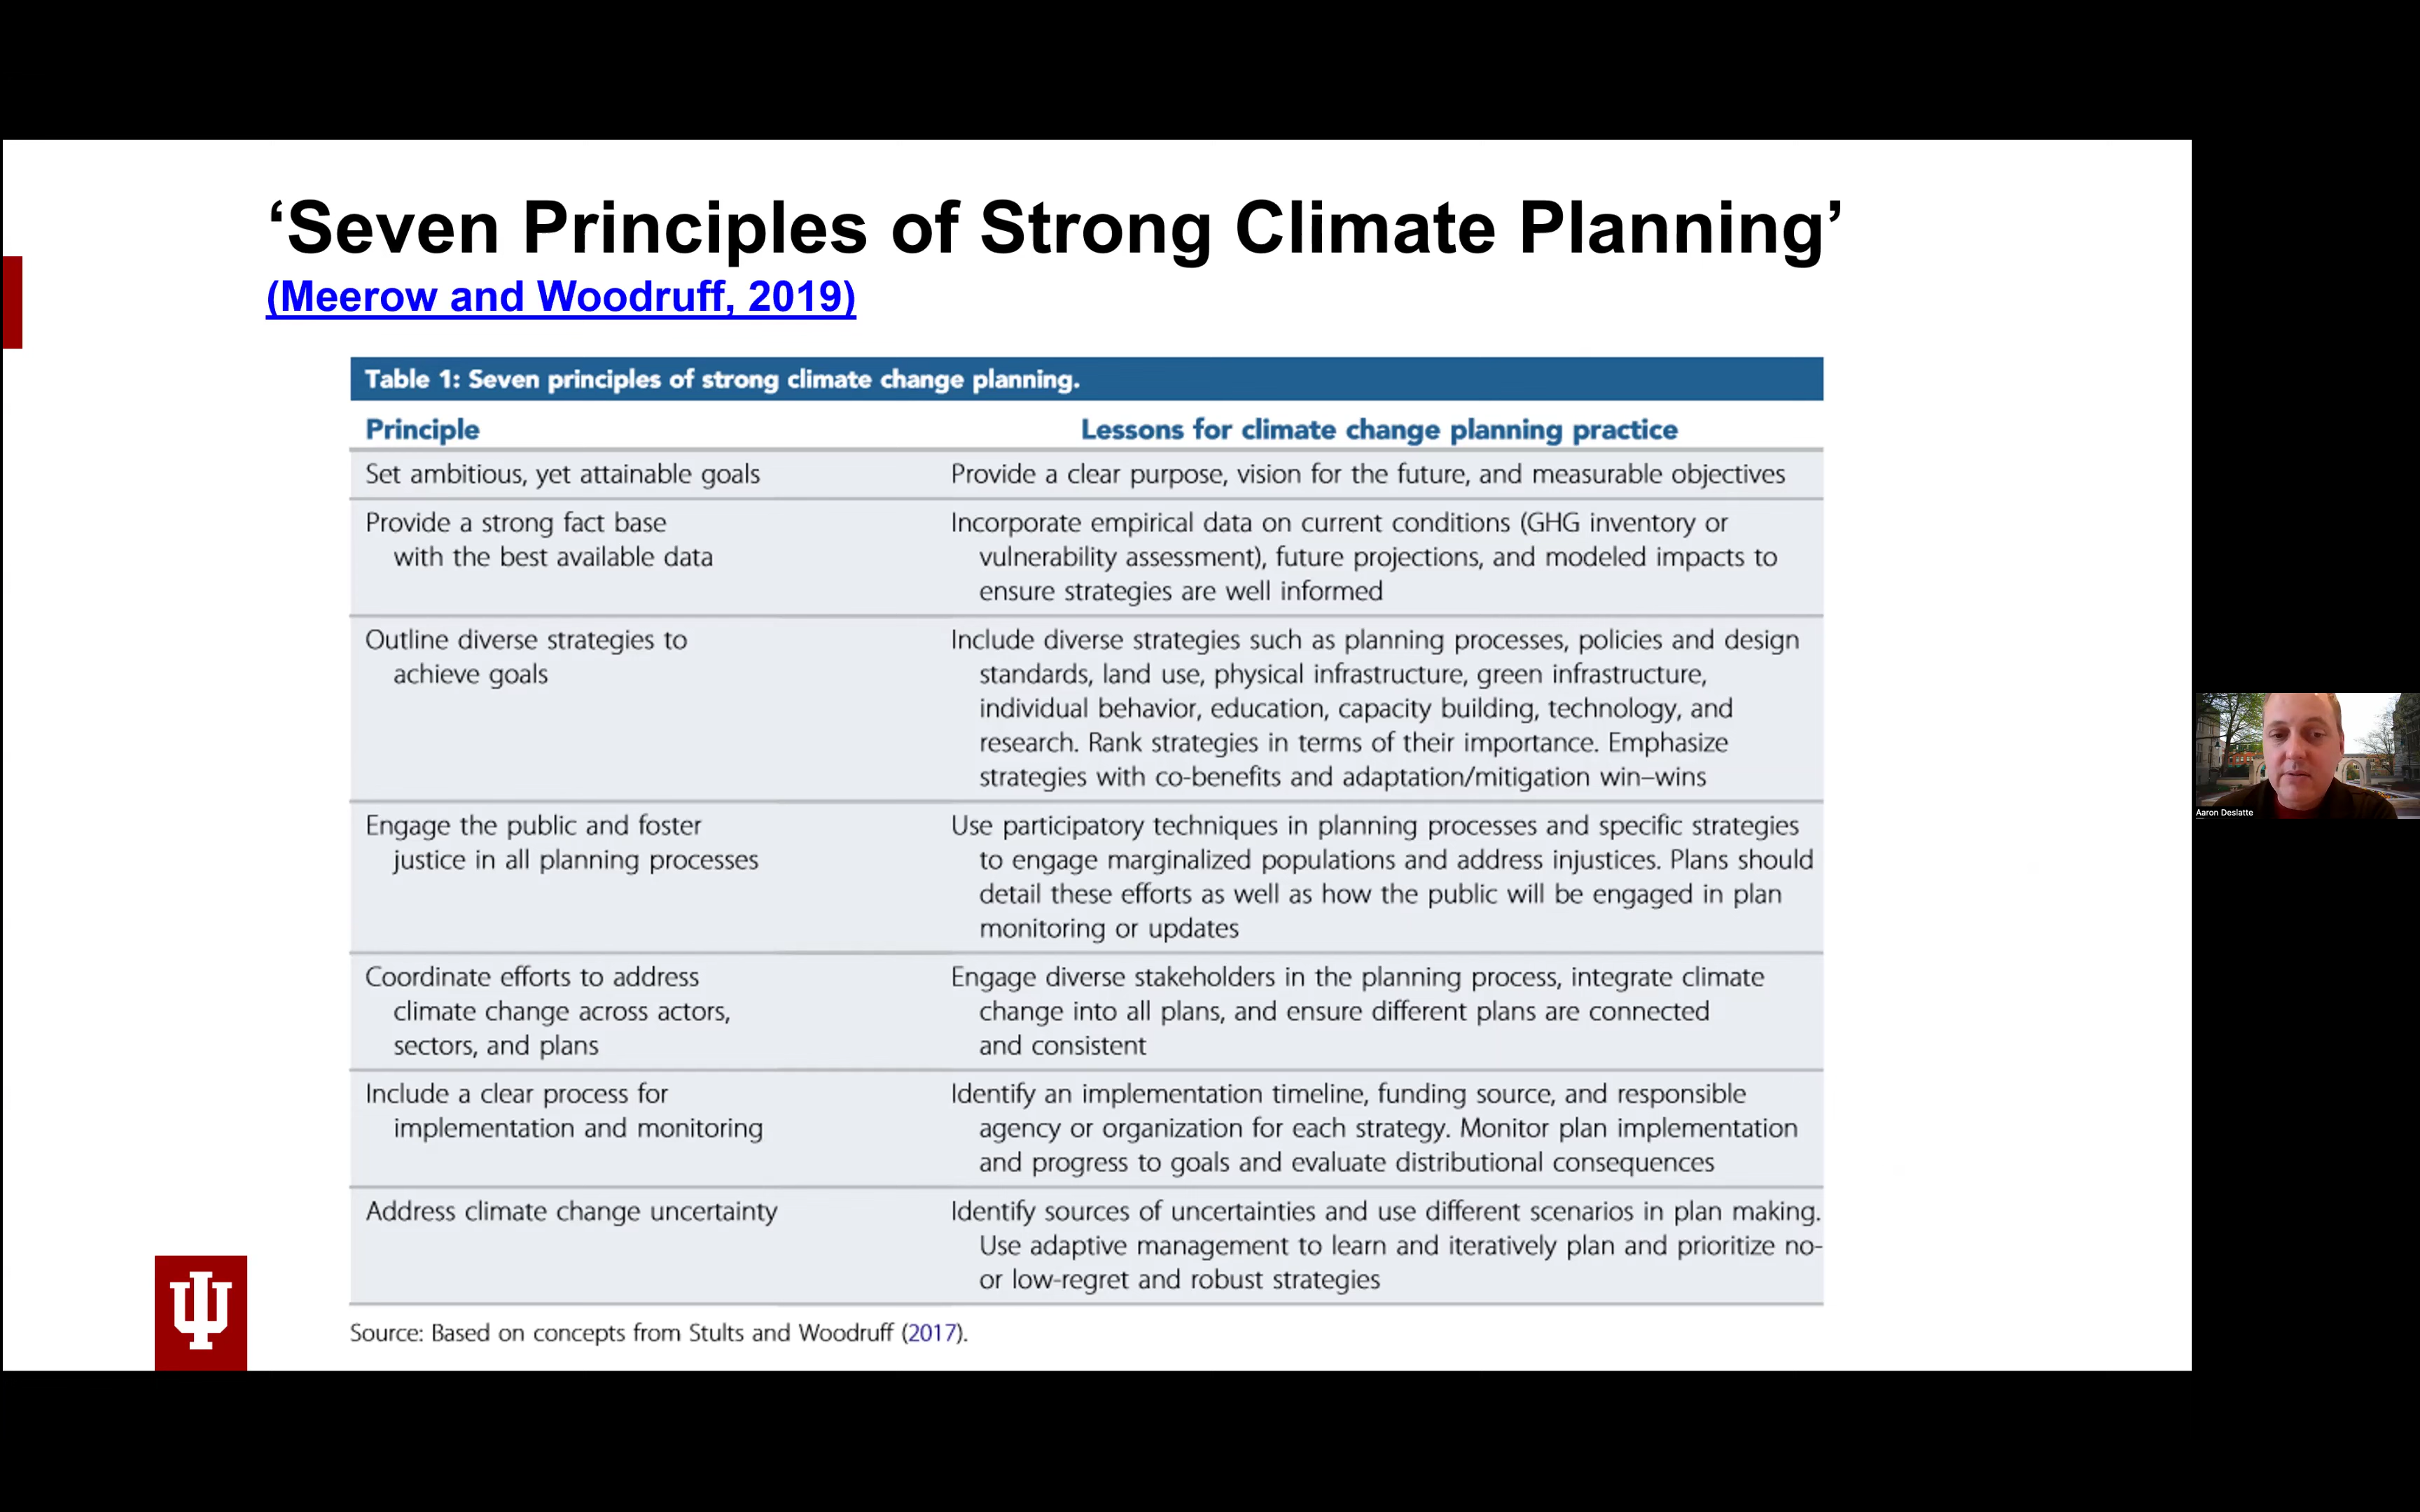 ‘Seven Principles of Strong Climate Planning’
(Meerow and Woodruff, 2019)
Table 1: Seven principles of strong climate change planning.
Principle
Lessons for climate change planning practice
Set ambitious, yet attainable goals
Provide a clear purpose, vision for the future, and measurable objectives
Provide a strong fact base
with the best available data
Incorporate empirical data on current conditions (GHG inventory or
vulnerability assessment), future projections, and modeled impacts to
ensure strategies are well informed
Outline diverse strategies to
achieve goals
Include diverse strategies such as planning processes, policies and design
standards, land use, physical infrastructure, green infrastructure,
individual behavior, education, capacity building, technology, and
research. Rank strategies in terms of their importance. Emphasize
strategies with co-benefits and adaptation/mitigation win–wins
Engage the public and foster
justice in all planning processes
Use participatory techniques in planning processes and specific strategies
to engage marginalized populations and address injustices. Plans should
detail these efforts as well as how the public will be engaged in plan
monitoring or updates
Coordinate efforts to address
climate change across actors,
sectors, and plans
Engage diverse stakeholders in the planning process, integrate climate
change into all plans, and ensure different plans are connected
and consistent
Include a clear process for
implementation and monitoring
Identify an implementation timeline, funding source, and responsible
agency or organization for each strategy. Monitor plan implementation
and progress to goals and evaluate distributional consequences
Address climate change uncertainty
Identify sources of uncertainties and use different scenarios in plan making.
Use adaptive management to learn and iteratively plan and prioritize no-
or low-regret and robust strategies
Source: Based on concepts from Stults and Woodruff (2017).
Aaron Deslatte